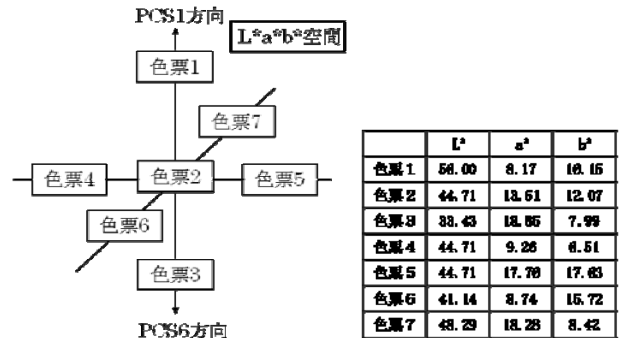 PCS1方向
L*a*b*空間
色票1
色票7
色票4 色票2 色票5
色票6
色票3
PCS6方向
L* a* b*
色票1 56.00 8.17 16.15
色票2 44.71 13.51 12.07
色票3 33.43 18.85 7.99
色票4 44.71 9.26 6.51
色票5 44.71 17.76 17.63
色票6 41.14 8.74 15.72
色票7 48.29 18.28 8.42